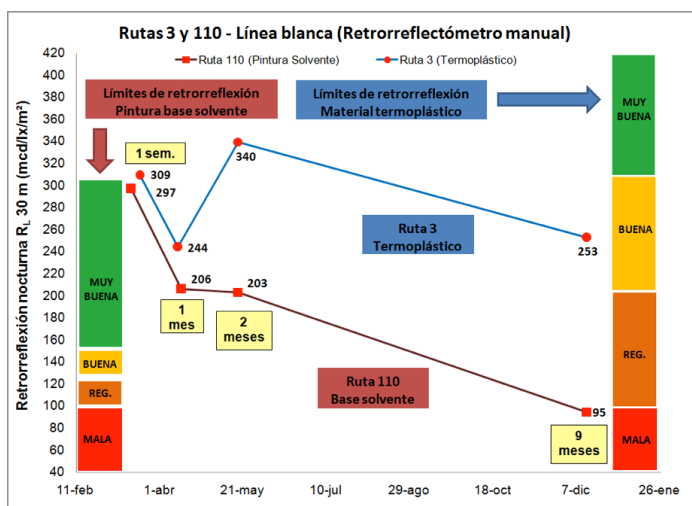 Rutas 3 y 110 - Línea blanca (Retrorreflectómetro manual)
Ruta 110 (Pintura Solvente)
Ruta 3 (Termoplástico)
Retrorreflexión nocturna RL 30 m (mcd/lx/m²)
420
400
380
360
340
320
300
280
260
240
220
200
180
160
140
120
100
80
60
40
Límites de retrorreflexión
Pintura base solvente
Límites de retrorreflexión
Material termoplástico
1 sem.
309
297
340
244
206
203
253
95
1
mes
2
meses
9
meses
Ruta 3
Termoplástico
Ruta 110
Base solvente
MUY
BUENA
BUENA
REG.
MALA
MUY
BUENA
BUENA
REG.
MALA
11-feb
1-abr
21-may
10-jul
29-ago
18-oct
7-dic
26-ene